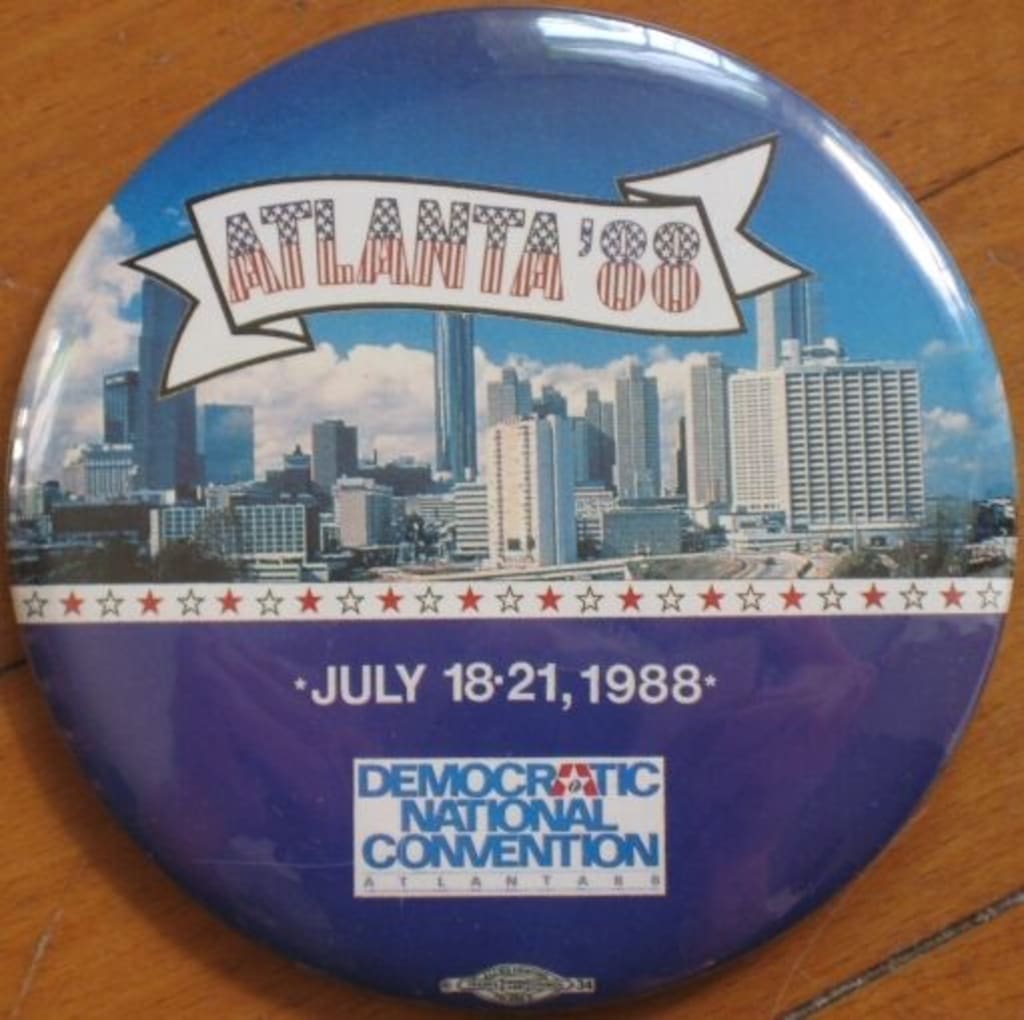 ATLANTA '88
*JULY 18-21, 1988*
DEMOCRATIC
NATIONAL
CONVENTION
ATLANTA 88